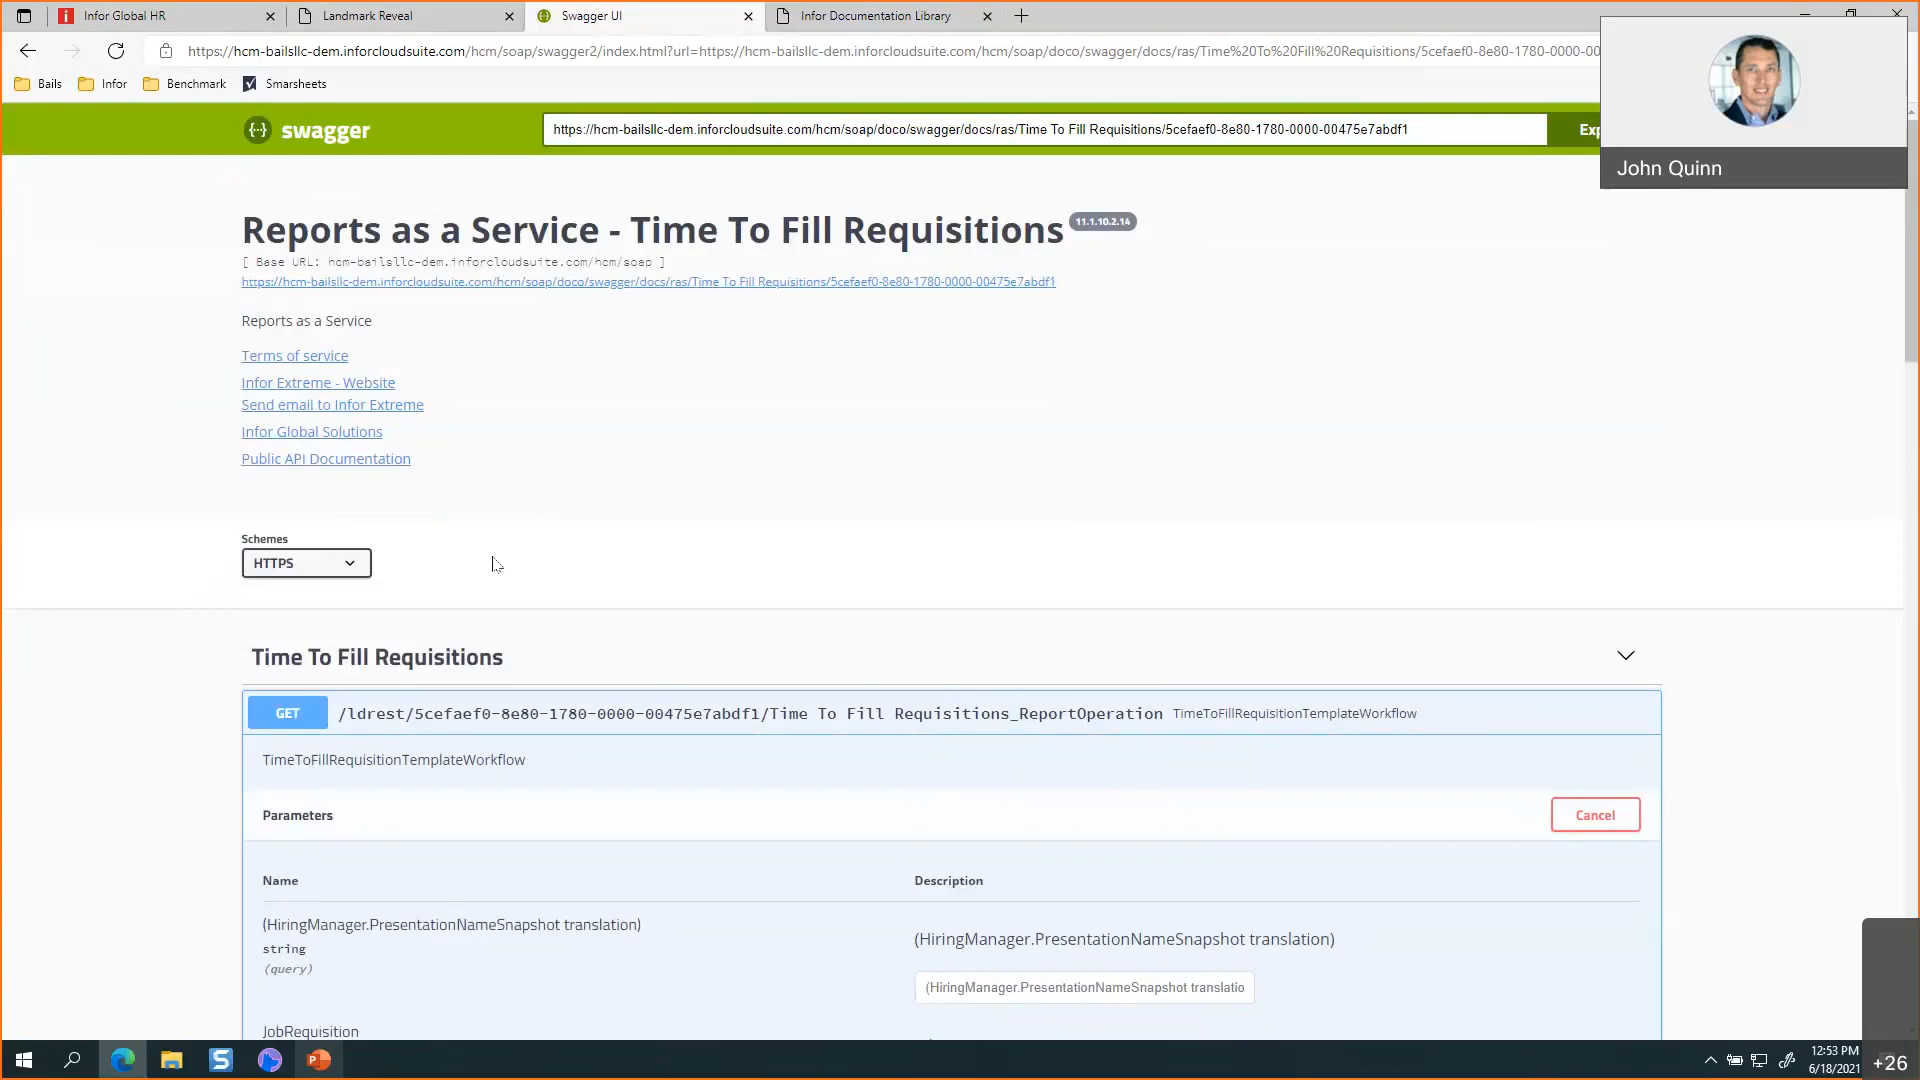 Infor Global HR
Landmark Reveal
Swagger UI
Infor Documentation Library
https://hcm-bailsllc-dem.inforcloudsuite.com/hcm/soap/swagger2/index.html?url=https://hcm-bailsllc-dem.inforcloudsuite.com/hcm/soap/doco/swagger/docs/ras/Time%20To%20Fill%20Requisitions/5cefaef0-8e80-1780-0000-00
Bails
Infor
Benchmark
Smarsheets
swagger
https://hcm-bailsllc-dem.inforcloudsuite.com/hcm/soap/doco/swagger/docs/ras/Time To Fill Requisitions/5cefaef0-8e80-1780-0000-00475e7abdf1
Exp
John Quinn
Reports as a Service - Time To Fill Requisitions 11.1.10.2.14
[ Base URL: hcm-bailsllc-dem.inforcloudsuite.com/hcm/soap ]
https://hcm-bailsllc-dem.inforcloudsuite.com/hcm/soap/doco/swagger/docs/ras/Time To Fill Requisitions/5cefaef0-8e80-1780-0000-00475e7abdf1
Reports as a Service
Terms of service
Infor Extreme - Website
Send email to Infor Extreme
Infor Global Solutions
Public API Documentation
Schemes
HTTPS
Time To Fill Requisitions
GET /ldrest/5cefaef0-8e80-1780-0000-00475e7abdf1/Time To Fill Requisitions_ReportOperation TimeToFillRequisitionTemplateWorkflow
TimeToFillRequisitionTemplateWorkflow
Parameters
Cancel
Name
Description
(HiringManager.PresentationNameSnapshot translation)
string
(query)
(HiringManager.PresentationNameSnapshot translation)
(HiringManager.PresentationNameSnapshot translatio
JobRequisition
12:53 PM
6/18/2021
+26